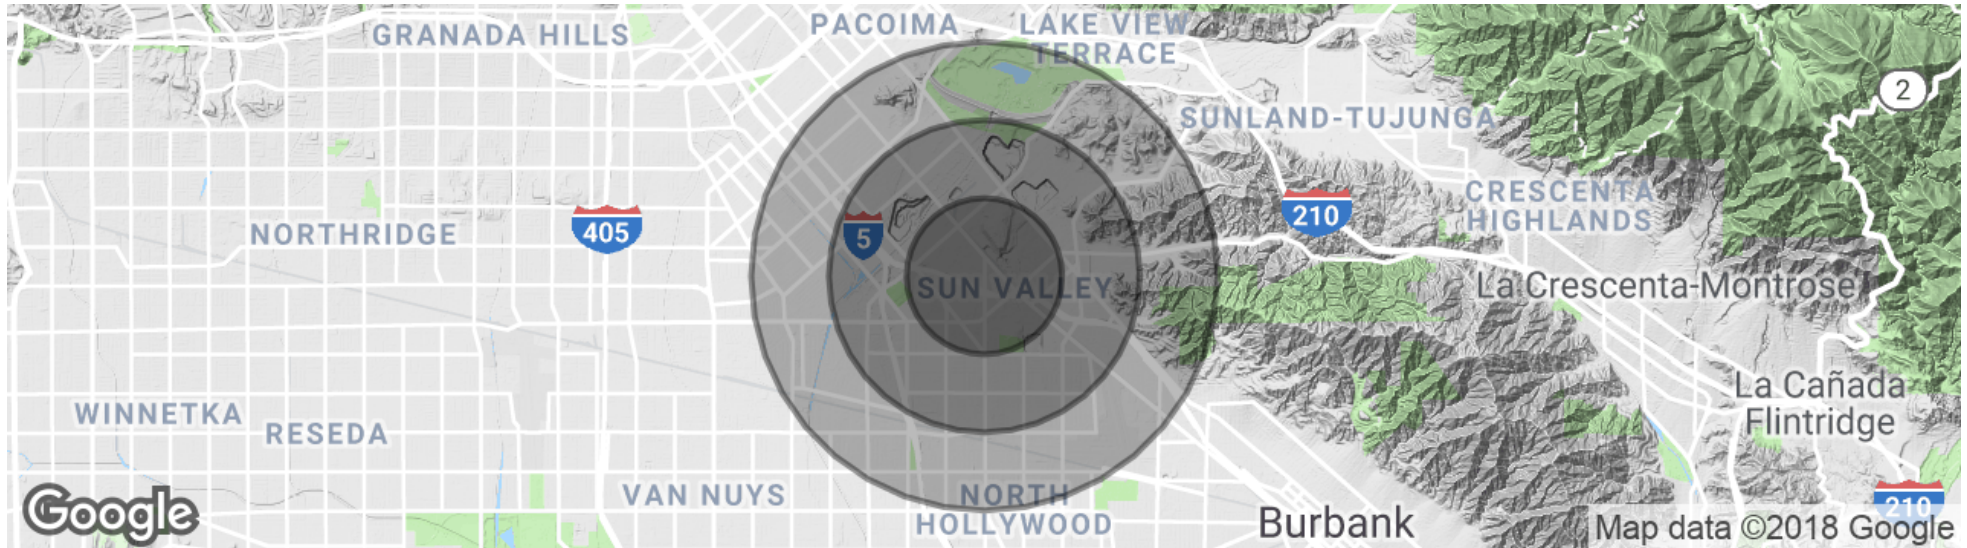 PACOIMA
LAKE VIEW
TERRACE
GRANADA HILLS
2
SUNLAND-TUJUNGA
CRESCENTA
HIGHLANDS
210
405
5
NORTHRIDGE
SUN VALLEY
La Crescenta-Montrose
La Cañada
Flintridge
WINNETKA
RESEDA
VAN NUYS
NORTH
HOLLYWOOD
Burbank
210
Google
Map data ©2018 Google